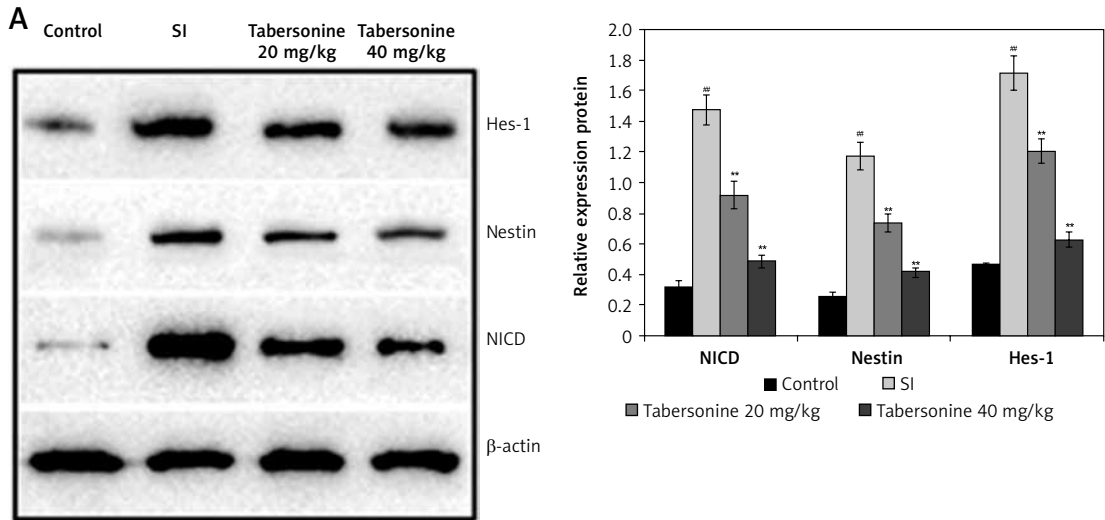 A
Control SI Tabersonine 20 mg/kg Tabersonine 40 mg/kg
Hes-1
Nestin
NICD
β-actin
Relative expression protein
2.0
1.8
1.6
1.4
1.2
1.0
0.8
0.6
0.4
0.2
0
##
**
**
##
**
**
##
**
**
NICD Nestin Hes-1
Control SI
Tabersonine 20 mg/kg Tabersonine 40 mg/kg